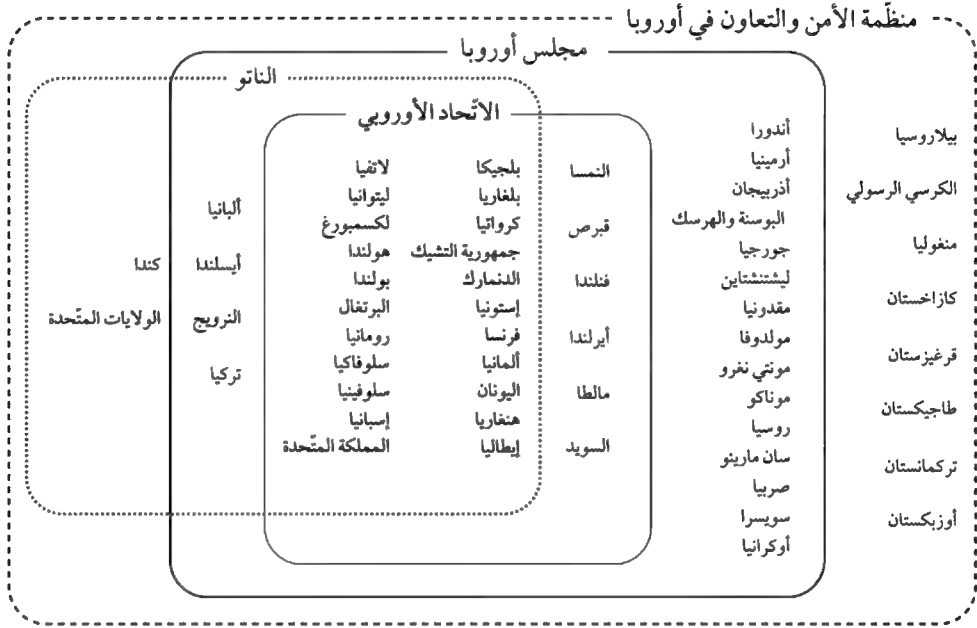 منظّمة الأمن والتعاون في أوروبا
مجلس أوروبا
الناتو
الاتّحاد الأوروبي
بيلاروسيا
الكرسي الرسولي
منغوليا
كازاخستان
قرغيزستان
طاجيكستان
تركمانستان
أوزبكستان
أندورا
أرمينيا
أذربيجان
البوسنة والهرسك
جورجيا
ليشتنشتاين
مقدونيا
مولدوفا
مونتي نغرو
موناكو
روسيا
سان مارينو
صربيا
سويسرا
أوكرانيا
النمسا
قبرص
فنلندا
أيرلندا
مالطا
السويد
بلجيكا
بلغاريا
كرواتيا
جمهورية التشيك
الدنمارك
إستونيا
فرنسا
ألمانيا
اليونان
هنغاريا
إيطاليا
لاتفيا
ليتوانيا
لكسمبورغ
هولندا
بولندا
البرتغال
رومانيا
سلوفاكيا
سلوفينيا
إسبانيا
المملكة المتّحدة
ألبانيا
أيسلندا
النرويج
تركيا
كندا
الولايات المتّحدة